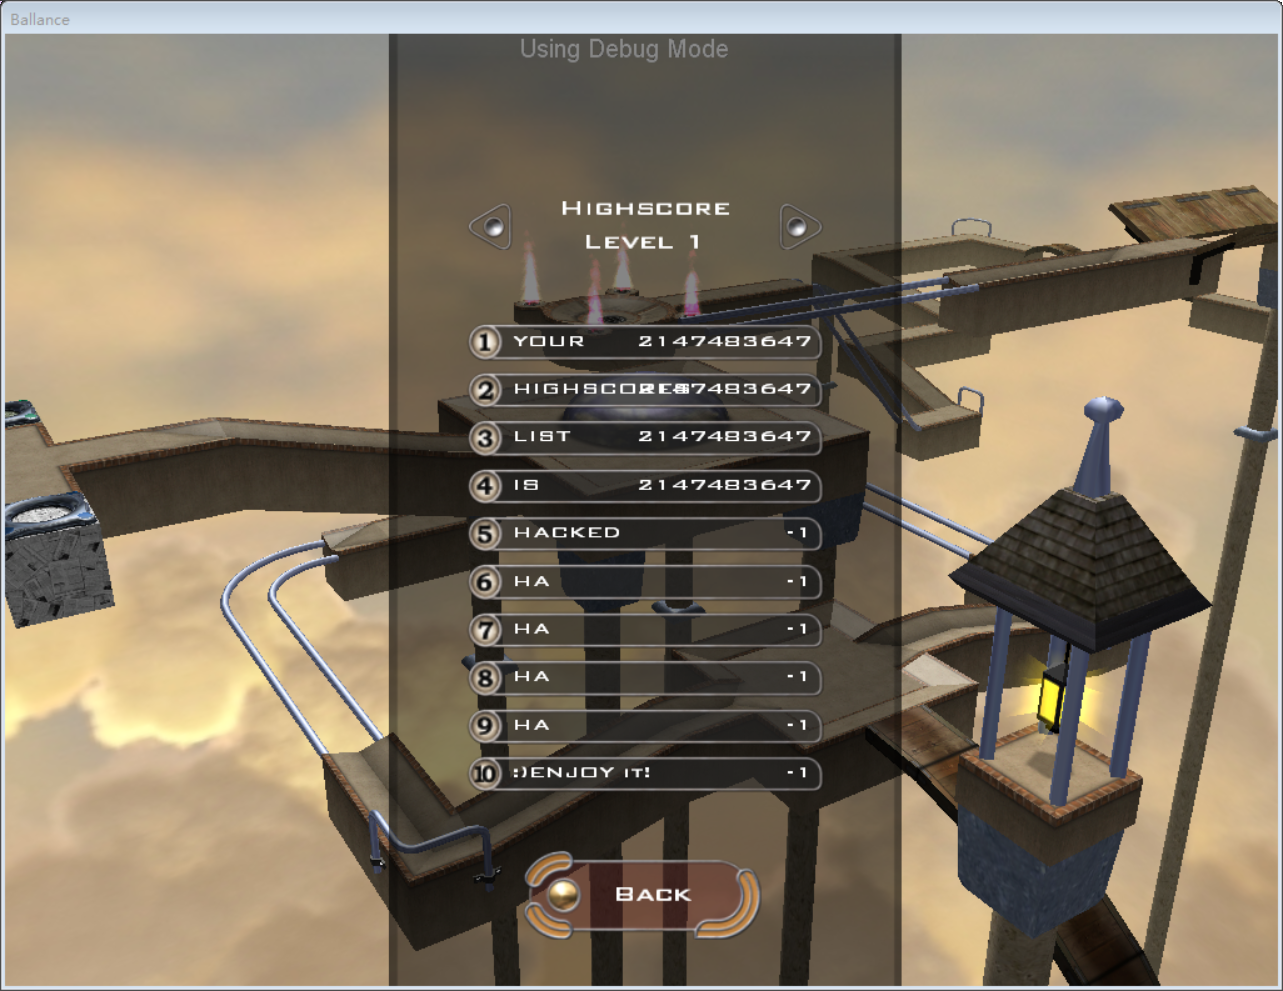 Ballance
Using Debug Mode
Highscore
Level 1
1 YOUR 2147483647
2 HIGHSCORES 2147483647
3 LIST 2147483647
4 IS 2147483647
5 HACKED -1
6 HA -1
7 HA -1
8 HA -1
9 HA -1
10 :)ENJOY IT! -1
Back